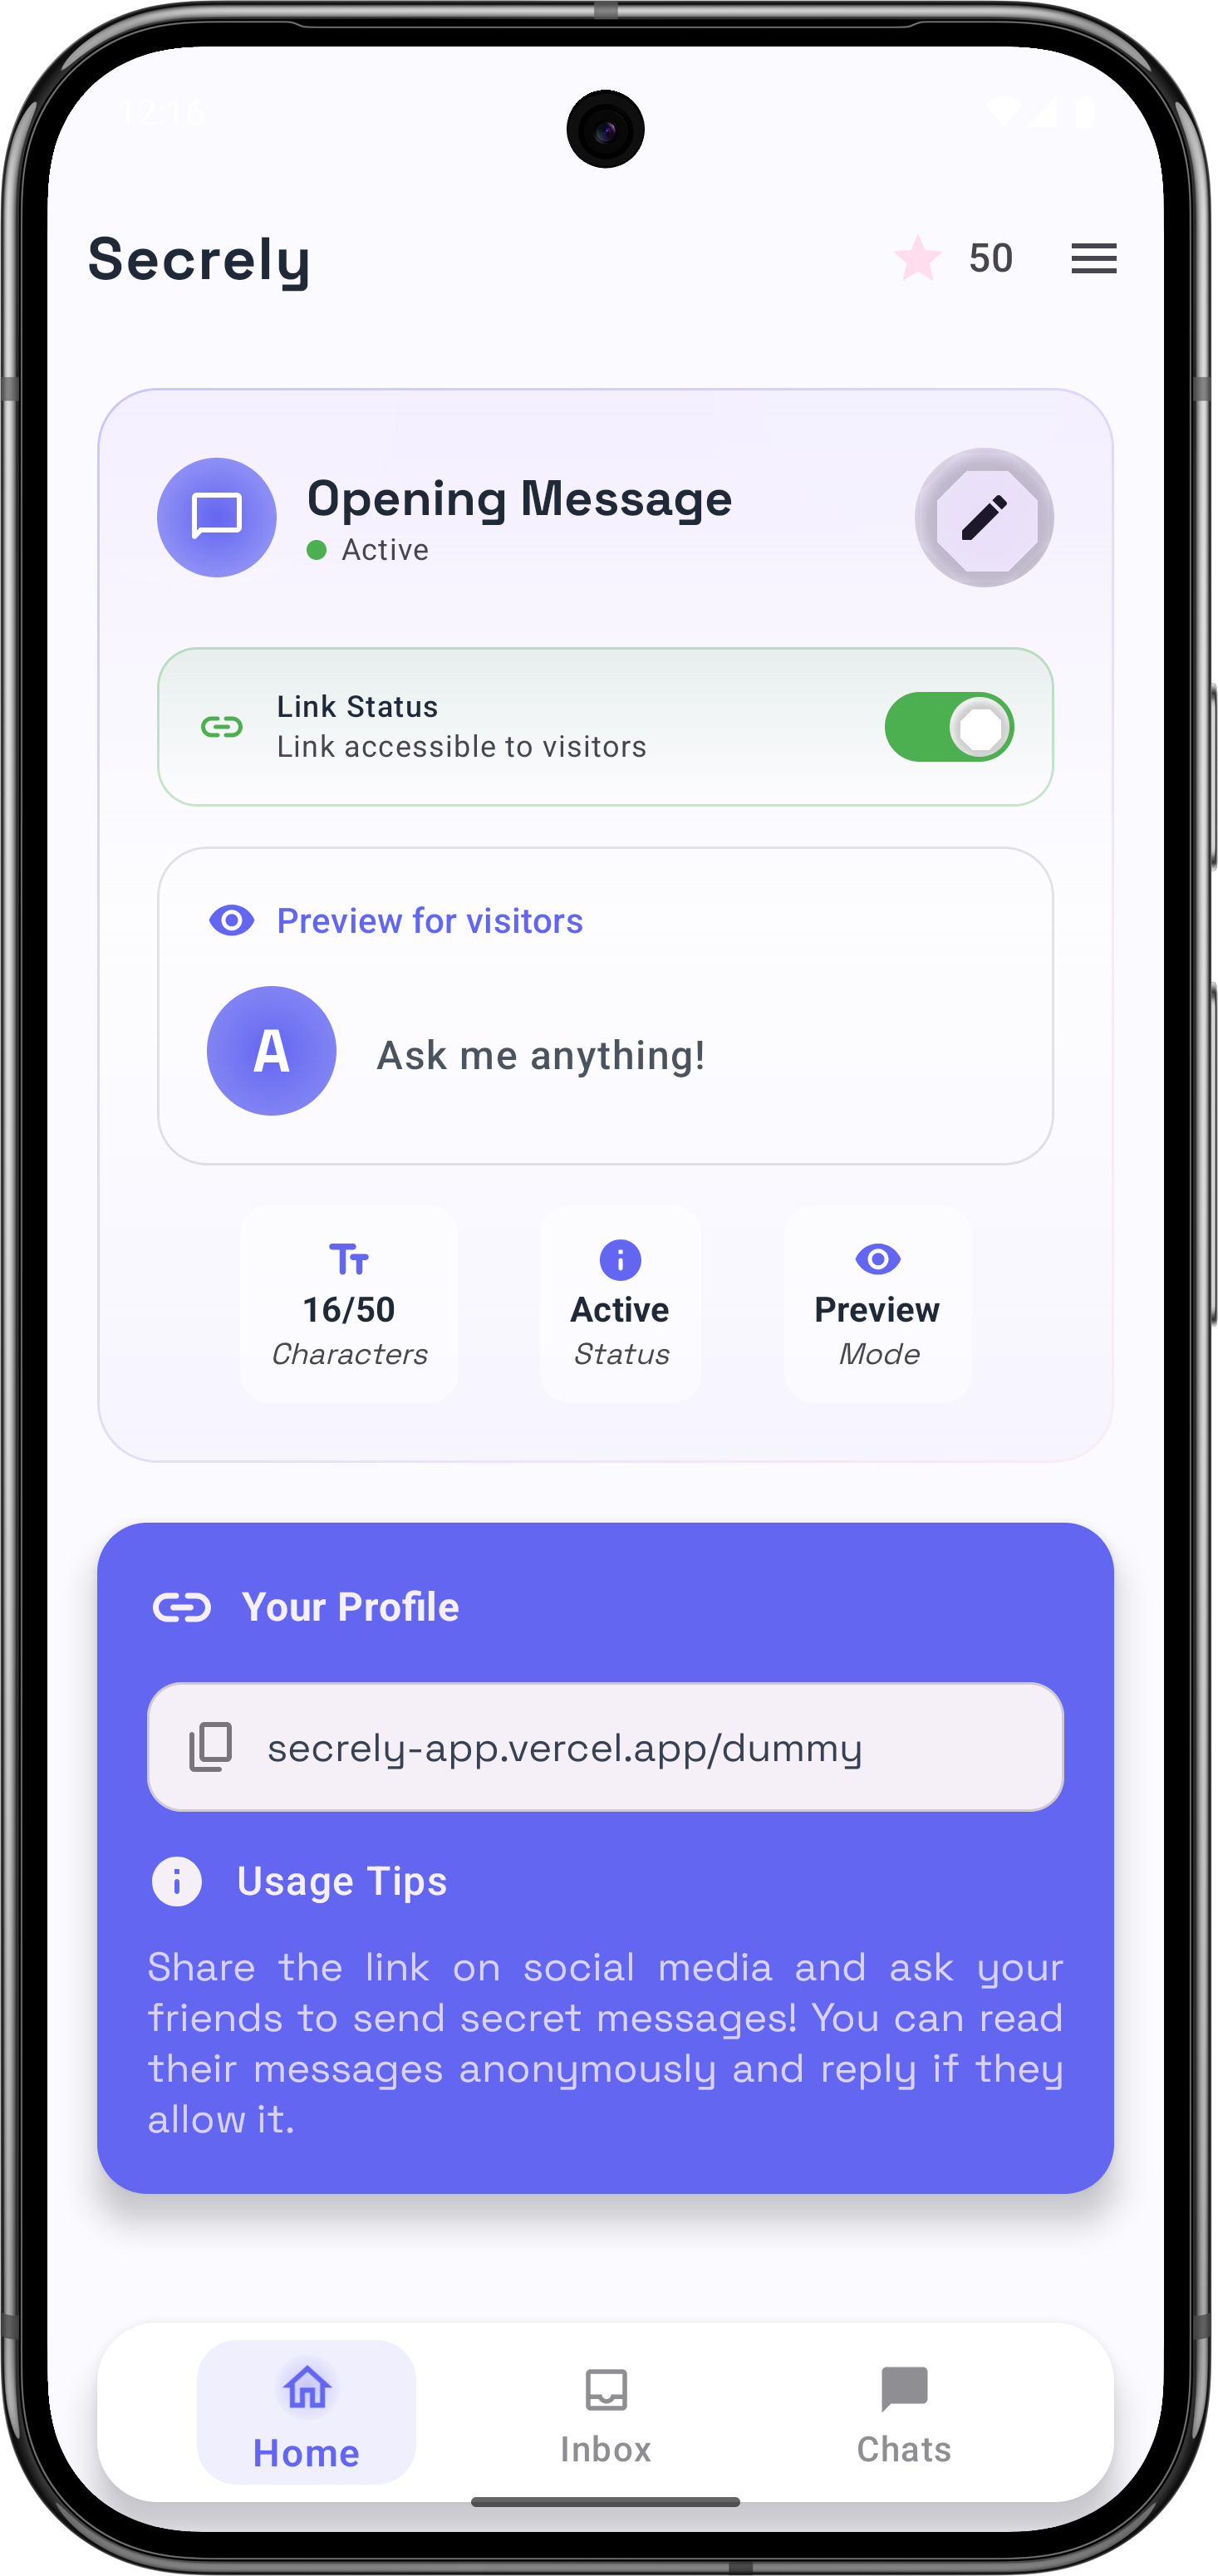 12:16
Secrely
50
Opening Message
Active
Link Status
Link accessible to visitors
Preview for visitors
A
Ask me anything!
16/50
Characters
Active
Status
Preview
Mode
Your Profile
secrely-app.vercel.app/dummy
Usage Tips
Share the link on social media and ask your
friends to send secret messages! You can read
their messages anonymously and reply if they
allow it.
Home
Inbox
Chats